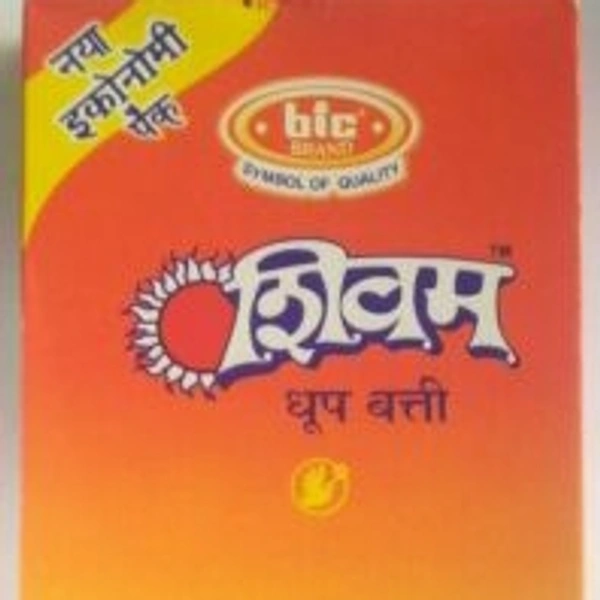 नया
इकोनोमी
पैक
bic
BRAND
SYMBOL OF QUALITY
शिवम TM
धूप बत्ती